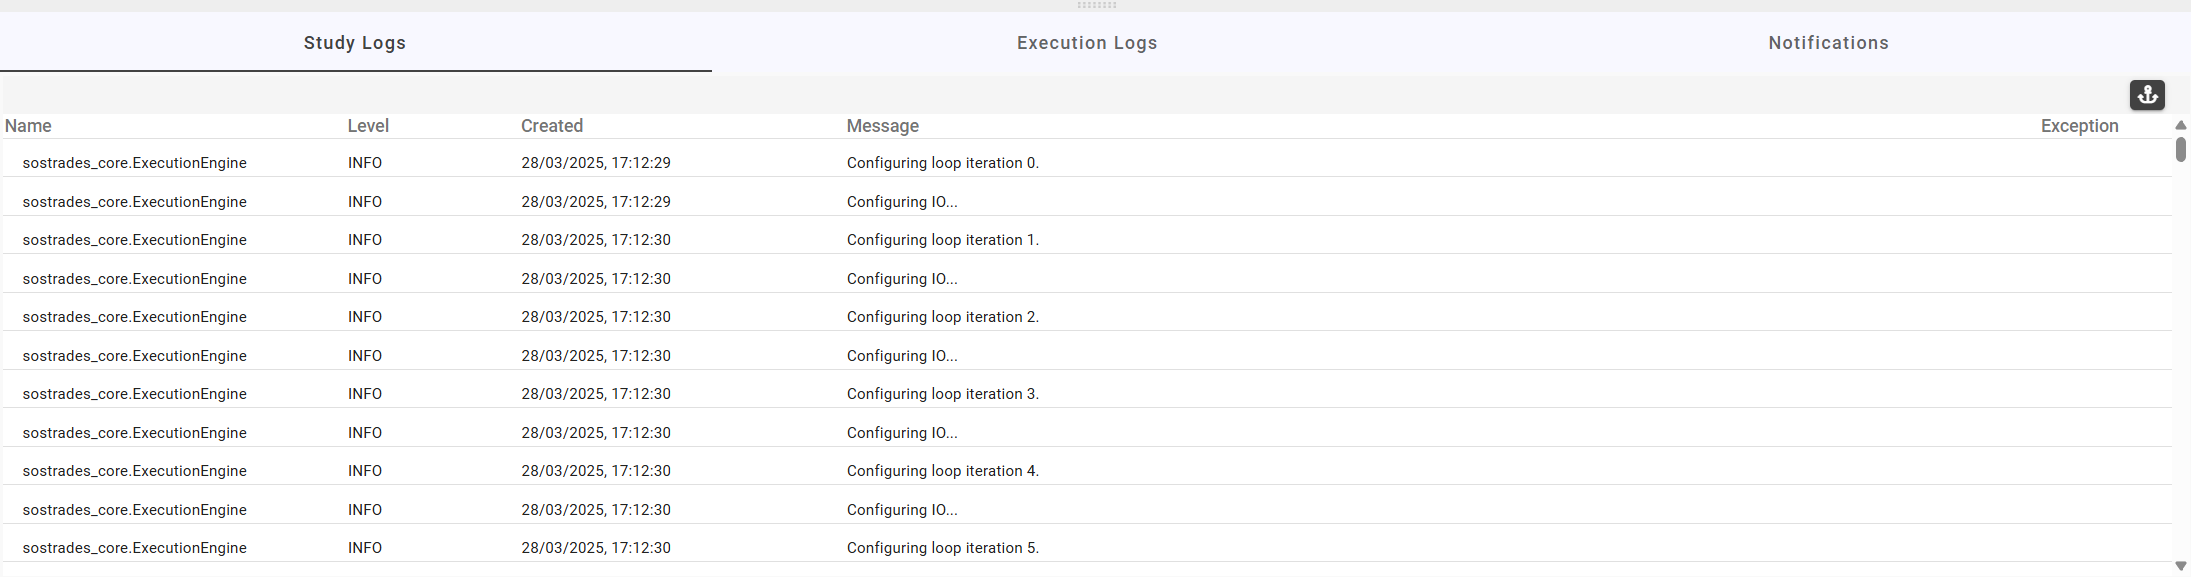 Study Logs Execution Logs Notifications
Name Level Created Message Exception
sostrades_core.ExecutionEngine INFO 28/03/2025, 17:12:29 Configuring loop iteration 0.
sostrades_core.ExecutionEngine INFO 28/03/2025, 17:12:29 Configuring IO...
sostrades_core.ExecutionEngine INFO 28/03/2025, 17:12:30 Configuring loop iteration 1.
sostrades_core.ExecutionEngine INFO 28/03/2025, 17:12:30 Configuring IO...
sostrades_core.ExecutionEngine INFO 28/03/2025, 17:12:30 Configuring loop iteration 2.
sostrades_core.ExecutionEngine INFO 28/03/2025, 17:12:30 Configuring IO...
sostrades_core.ExecutionEngine INFO 28/03/2025, 17:12:30 Configuring loop iteration 3.
sostrades_core.ExecutionEngine INFO 28/03/2025, 17:12:30 Configuring IO...
sostrades_core.ExecutionEngine INFO 28/03/2025, 17:12:30 Configuring loop iteration 4.
sostrades_core.ExecutionEngine INFO 28/03/2025, 17:12:30 Configuring IO...
sostrades_core.ExecutionEngine INFO 28/03/2025, 17:12:30 Configuring loop iteration 5.